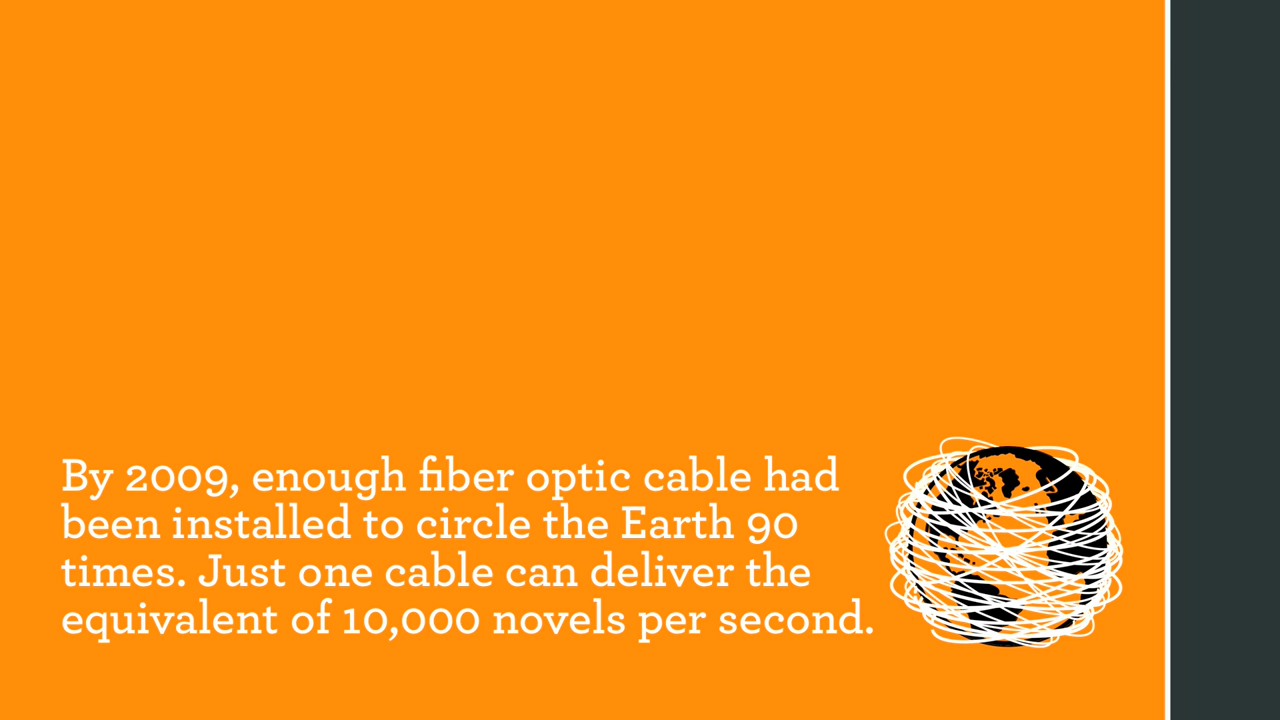 By 2009, enough fiber optic cable had
been installed to circle the Earth 90
times. Just one cable can deliver the
equivalent of 10,000 novels per second.